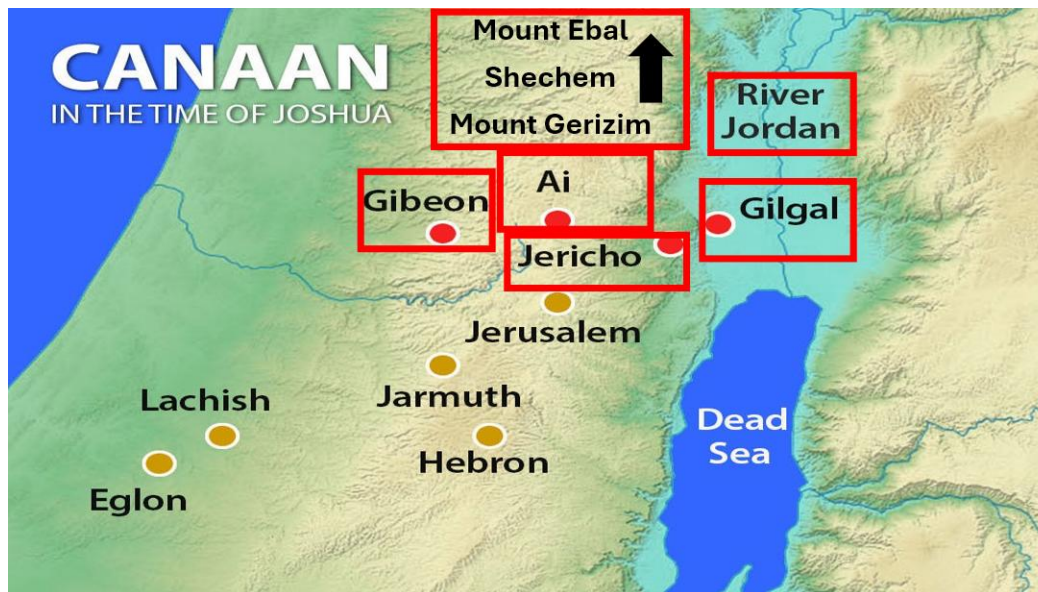 CANAAN
IN THE TIME OF JOSHUA
Mount Ebal
Shechem
Mount Gerizim
River
Jordan
Gibeon
Ai
Gilgal
Jericho
Jerusalem
Jarmuth
Lachish
Hebron
Eglon
Dead
Sea